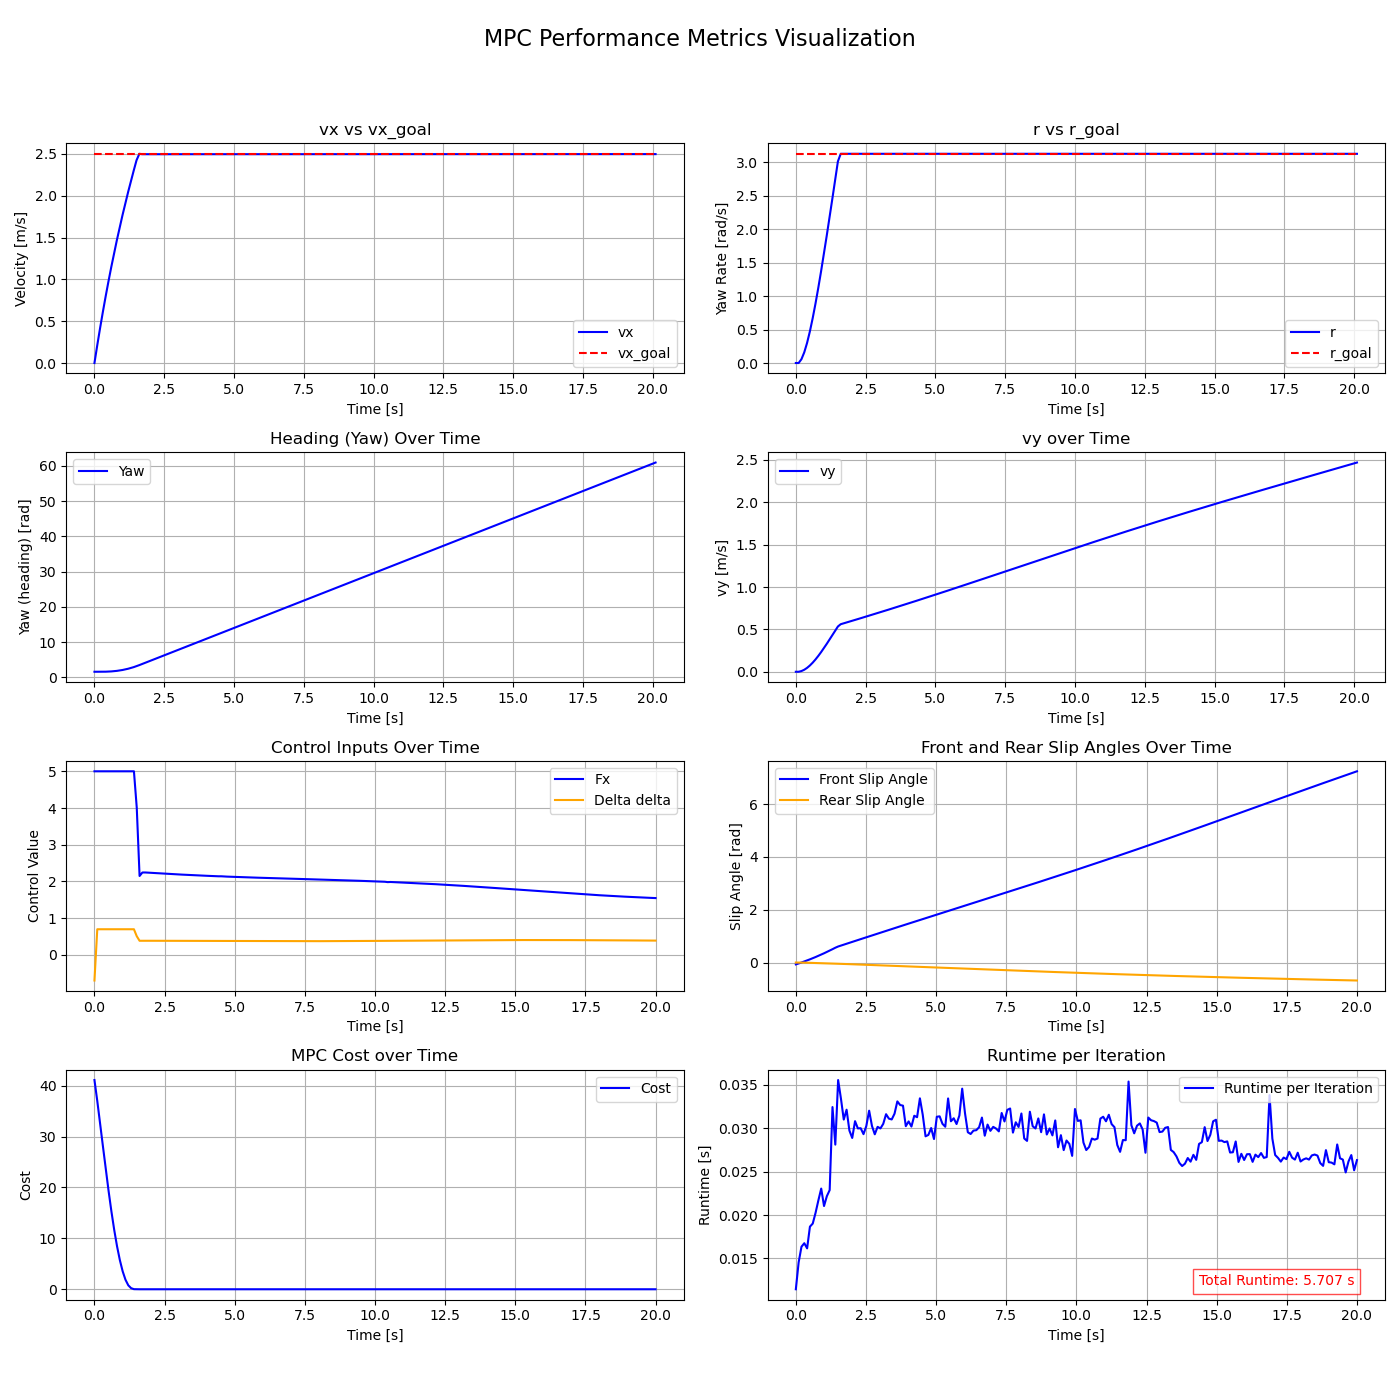 MPC Performance Metrics Visualization
vx vs vx_goal
Velocity [m/s]
2.5
2.0
1.5
1.0
0.5
0.0
vx
vx_goal
0.0 2.5 5.0 7.5 10.0 12.5 15.0 17.5 20.0
Time [s]
r vs r_goal
Yaw Rate [rad/s]
3.0
2.5
2.0
1.5
1.0
0.5
0.0
r
r_goal
0.0 2.5 5.0 7.5 10.0 12.5 15.0 17.5 20.0
Time [s]
Heading (Yaw) Over Time
Yaw (heading) [rad]
60
50
40
30
20
10
0
Yaw
0.0 2.5 5.0 7.5 10.0 12.5 15.0 17.5 20.0
Time [s]
vy over Time
vy [m/s]
2.5
2.0
1.5
1.0
0.5
0.0
vy
0.0 2.5 5.0 7.5 10.0 12.5 15.0 17.5 20.0
Time [s]
Control Inputs Over Time
Control Value
5
4
3
2
1
0
Fx
Delta delta
0.0 2.5 5.0 7.5 10.0 12.5 15.0 17.5 20.0
Time [s]
Front and Rear Slip Angles Over Time
Slip Angle [rad]
6
4
2
0
Front Slip Angle
Rear Slip Angle
0.0 2.5 5.0 7.5 10.0 12.5 15.0 17.5 20.0
Time [s]
MPC Cost over Time
Cost
40
30
20
10
0
Cost
0.0 2.5 5.0 7.5 10.0 12.5 15.0 17.5 20.0
Time [s]
Runtime per Iteration
Runtime [s]
0.035
0.030
0.025
0.020
0.015
Runtime per Iteration
Total Runtime: 5.707 s
0.0 2.5 5.0 7.5 10.0 12.5 15.0 17.5 20.0
Time [s]